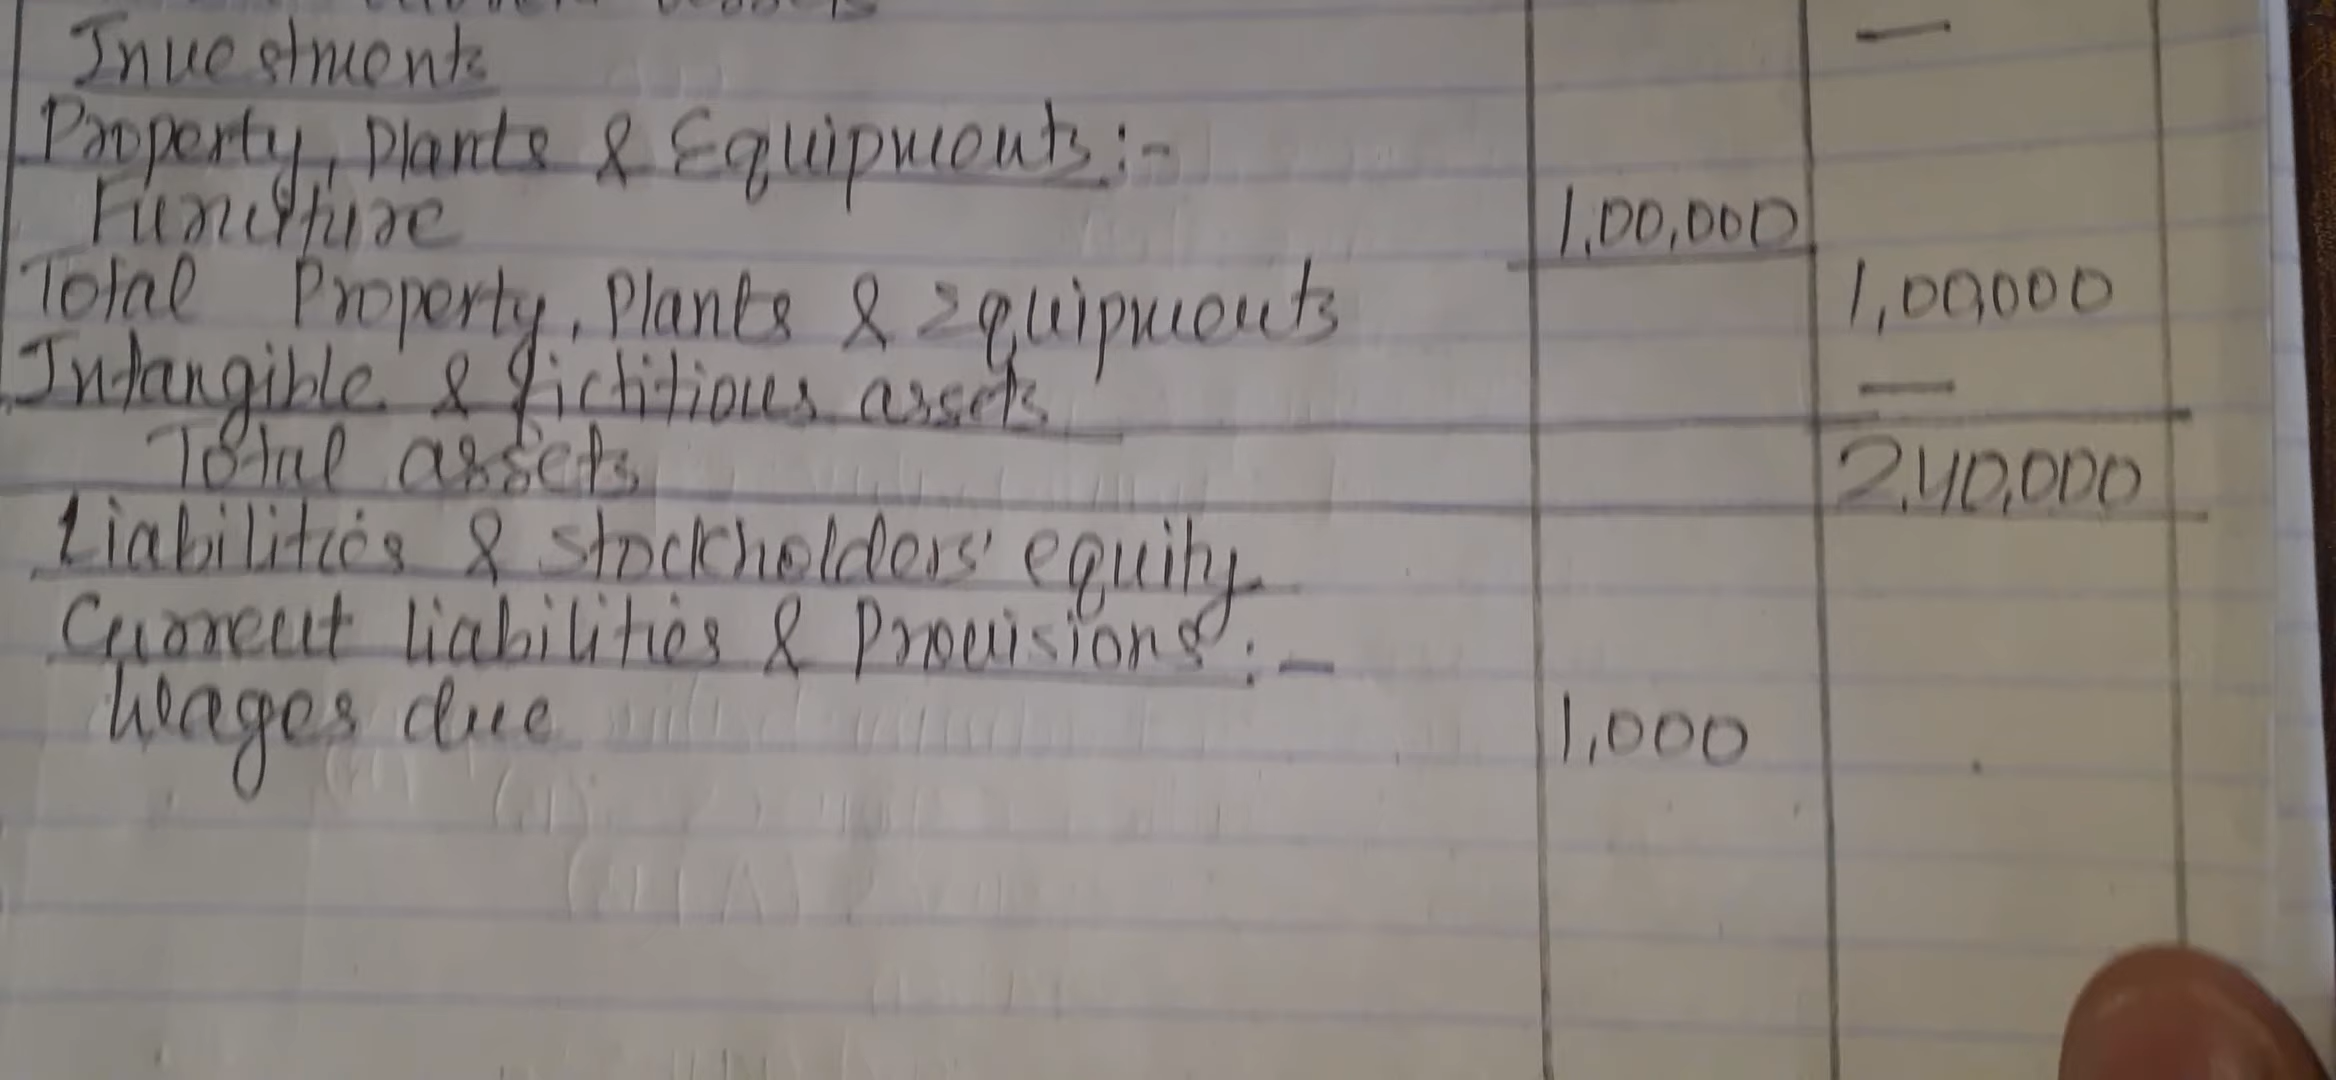 Investments —
Property, Plants & Equipments:-
Furniture 1,00,000
Total Property, Plants & Equipments 1,00,000
Intangible & fictitious assets —
Total assets 2,40,000
Liabilities & stockholders' equity
Current liabilities & Provisions:-
Wages due 1,000